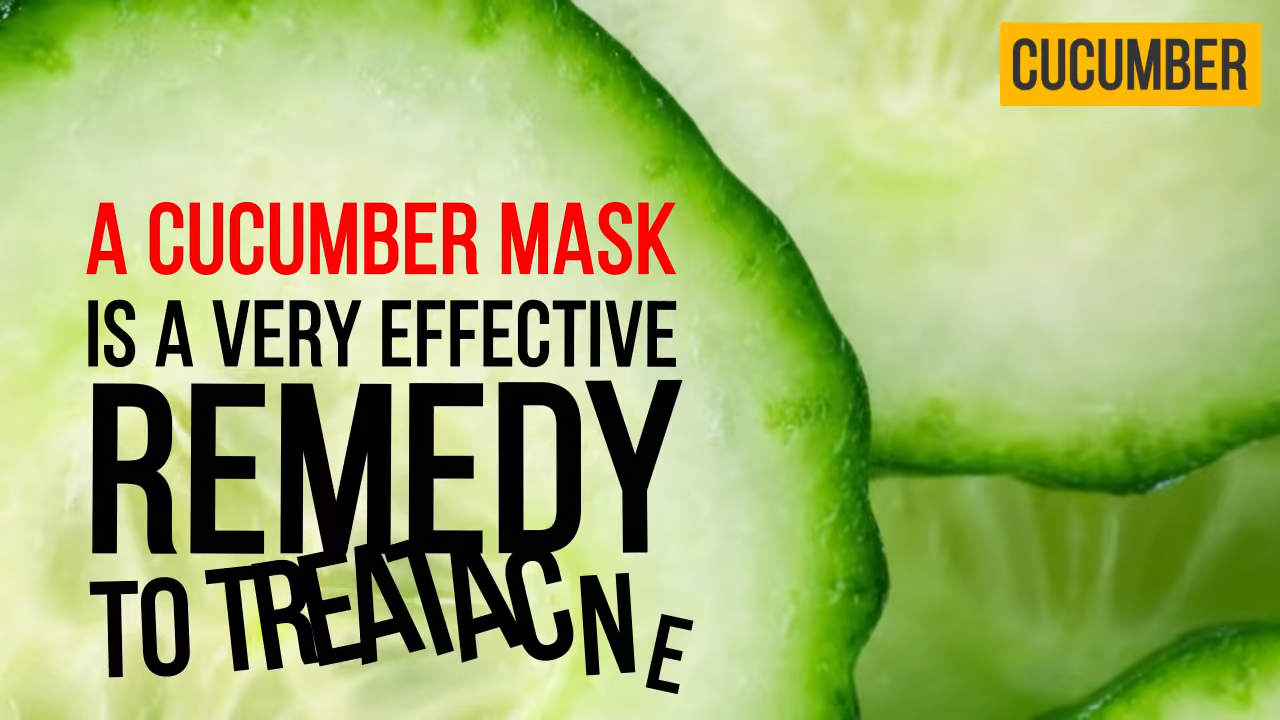 CUCUMBER
A CUCUMBER MASK
IS A VERY EFFECTIVE
REMEDY
TO TREAT ACNE